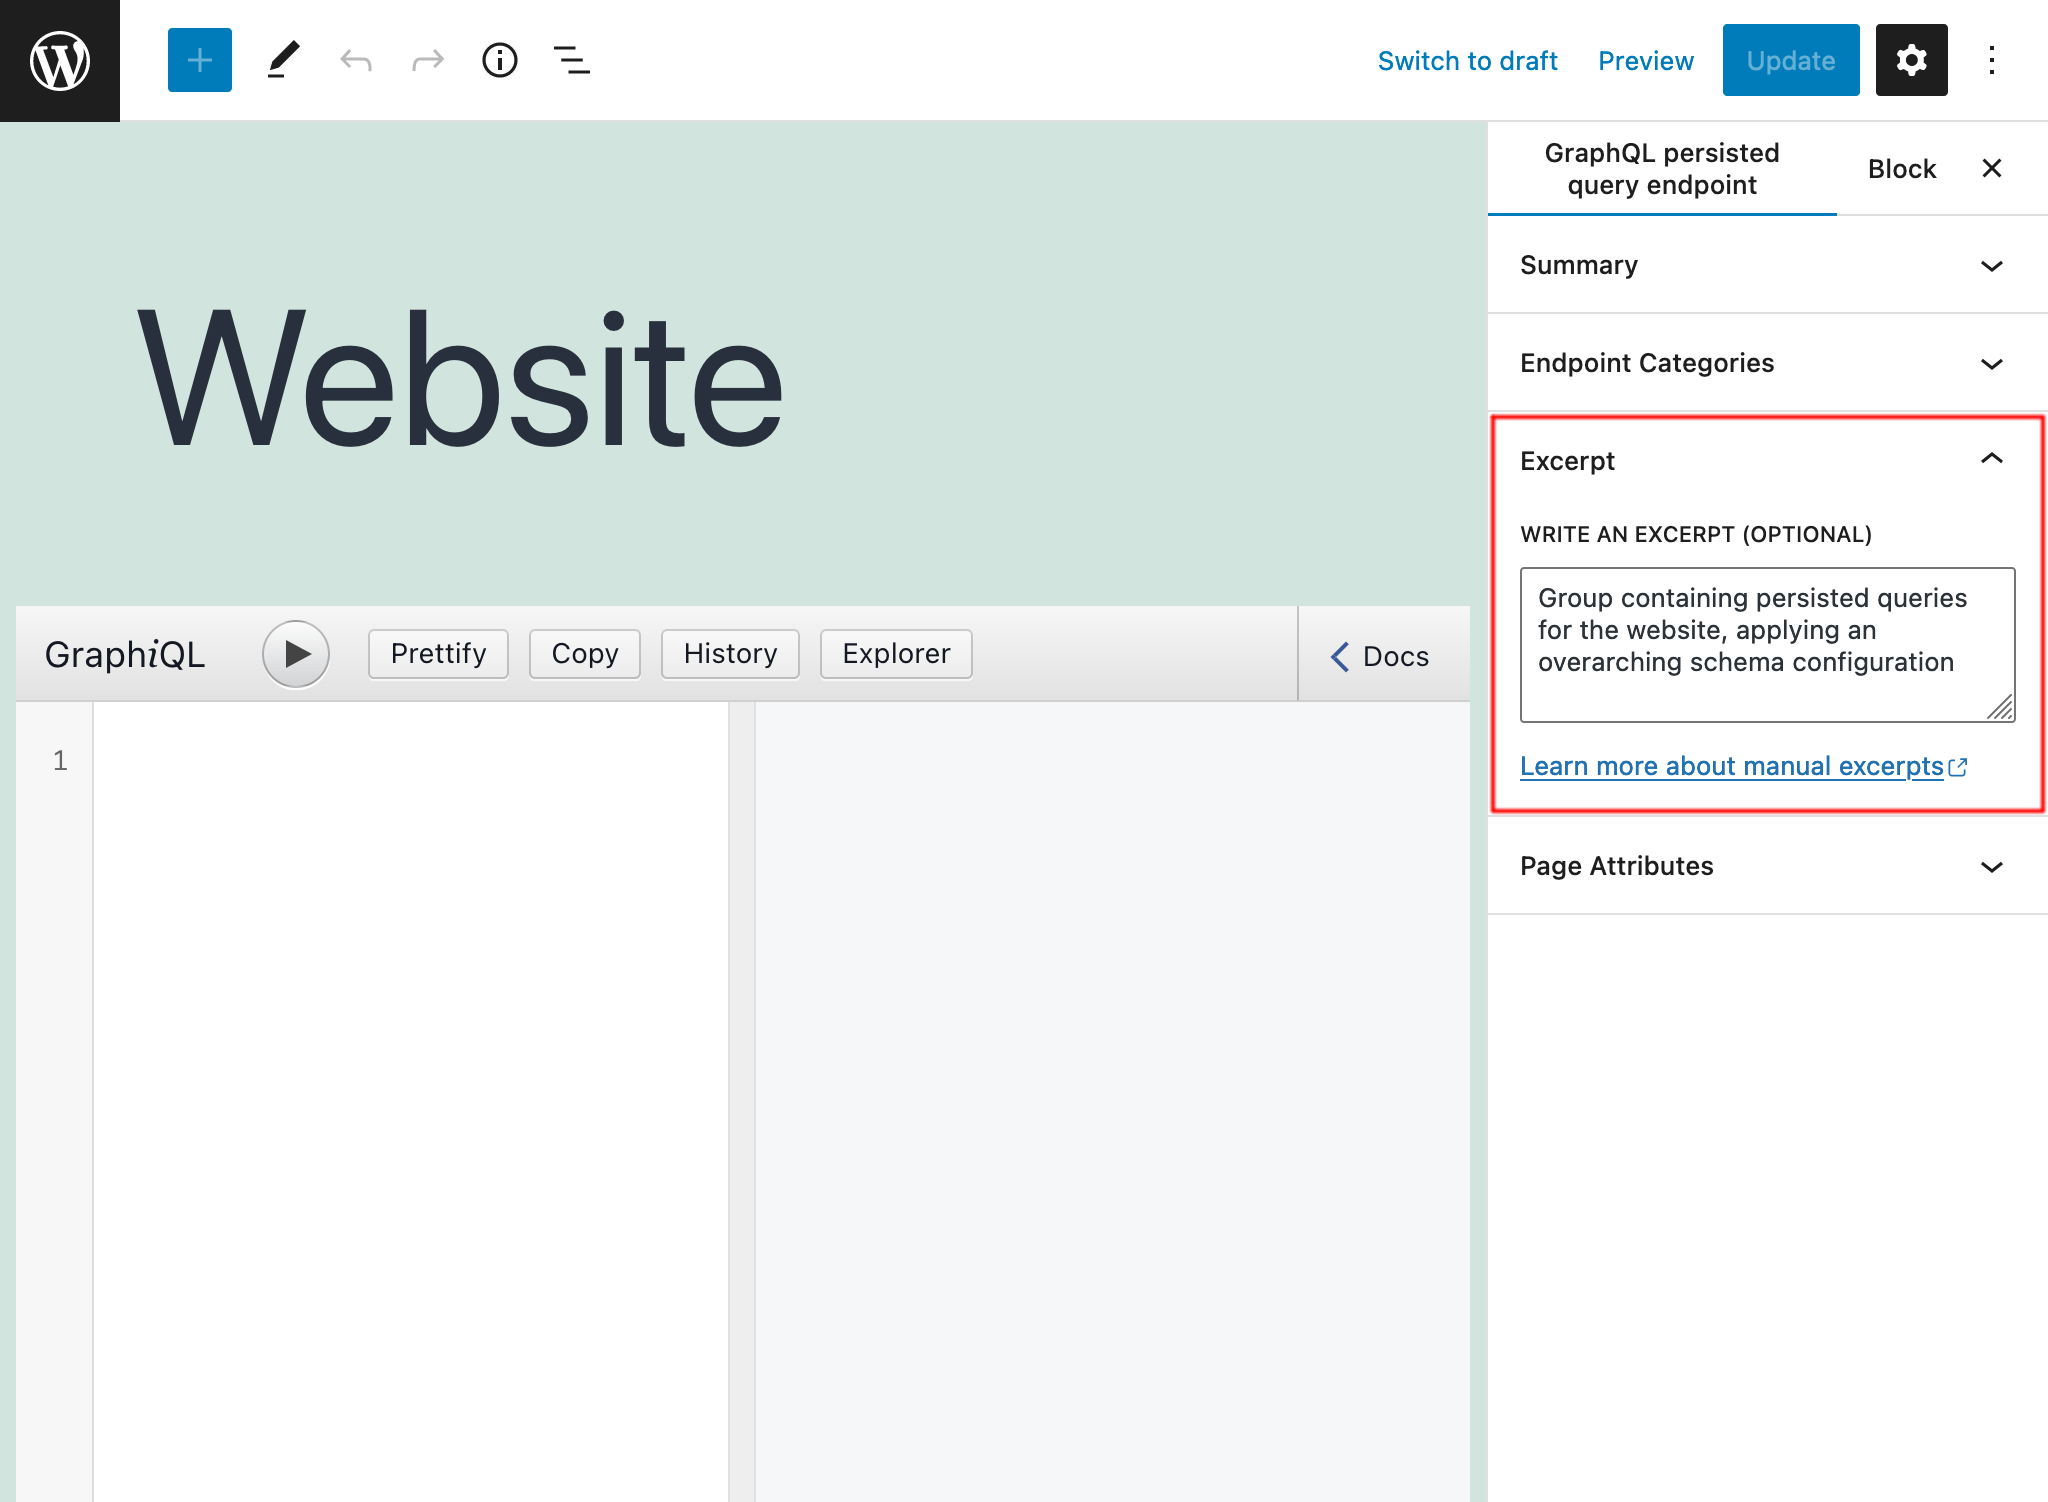 Switch to draft
Preview
Update
GraphQL persisted
query endpoint
Block
Summary
Endpoint Categories
Excerpt
WRITE AN EXCERPT (OPTIONAL)
Group containing persisted queries
for the website, applying an
overarching schema configuration
Learn more about manual excerpts
Page Attributes
Website
GraphiQL
Prettify
Copy
History
Explorer
Docs
1